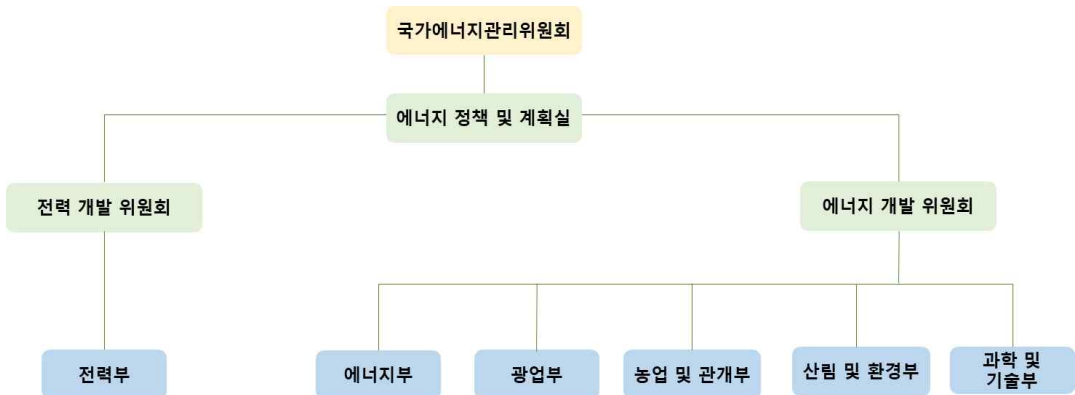 국가에너지관리위원회
에너지 정책 및 계획실
전력 개발 위원회
에너지 개발 위원회
전력부
에너지부
광업부
농업 및 관개부
산림 및 환경부
과학 및
기술부